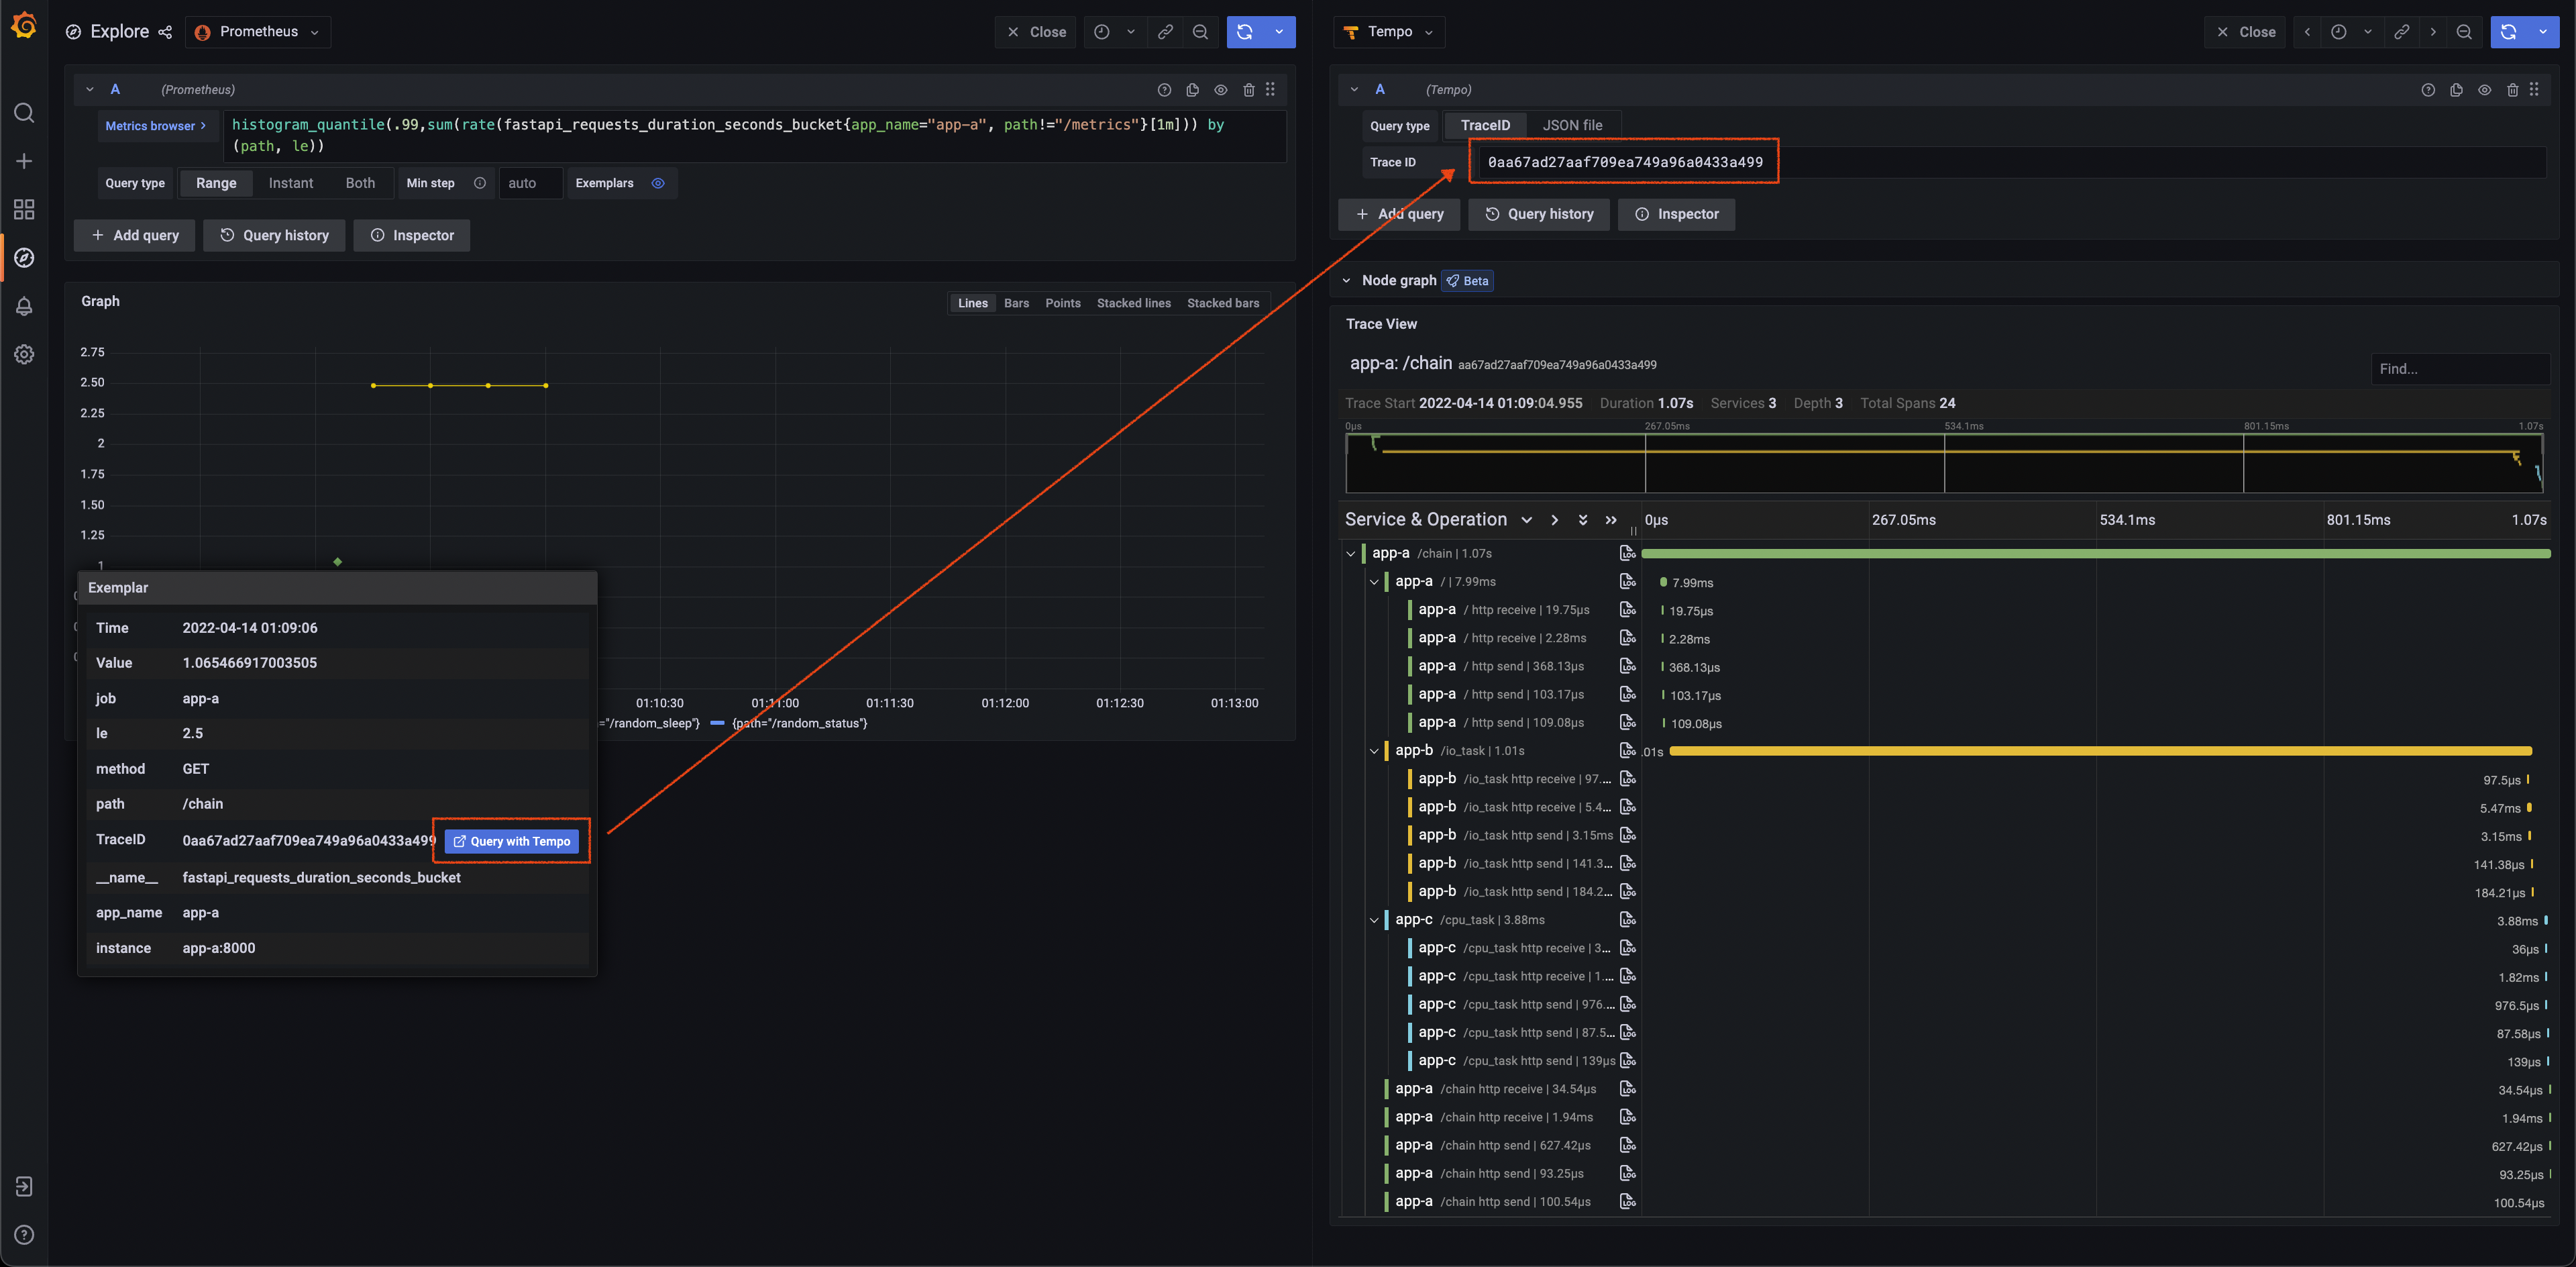 Explore
Prometheus
Close
A
(Prometheus)
Metrics browser >
histogram_quantile(.99,sum(rate(fastapi_requests_duration_seconds_bucket{app_name="app-a", path!="/metrics"}[1m])) by
(path, le))
Query type
Range
Instant
Both
Min step
auto
Exemplars
+ Add query
Query history
Inspector
Graph
Lines
Bars
Points
Stacked lines
Stacked bars
2.75
2.50
2.25
2
1.75
1.50
1.25
1
01:10:30
01:11:00
01:11:30
01:12:00
01:12:30
01:13:00
="/random_sleep"}
{path="/random_status"}
Exemplar
Time 2022-04-14 01:09:06
Value 1.065466917003505
job app-a
le 2.5
method GET
path /chain
TraceID 0aa67ad27aaf709ea749a96a0433a499
Query with Tempo
__name__ fastapi_requests_duration_seconds_bucket
app_name app-a
instance app-a:8000
Tempo
Close
A
(Tempo)
Query type
TraceID
JSON file
Trace ID
0aa67ad27aaf709ea749a96a0433a499
+ Add query
Query history
Inspector
Node graph
Beta
Trace View
app-a: /chain aa67ad27aaf709ea749a96a0433a499
Find...
Trace Start 2022-04-14 01:09:04.955 Duration 1.07s Services 3 Depth 3 Total Spans 24
0μs 267.05ms 534.1ms 801.15ms 1.07s
Service & Operation
0μs 267.05ms 534.1ms 801.15ms 1.07s
app-a /chain | 1.07s
app-a / | 7.99ms 7.99ms
app-a / http receive | 19.75μs 19.75μs
app-a / http receive | 2.28ms 2.28ms
app-a / http send | 368.13μs 368.13μs
app-a / http send | 103.17μs 103.17μs
app-a / http send | 109.08μs 109.08μs
app-b /io_task | 1.01s .01s
app-b /io_task http receive | 97.... 97.5μs
app-b /io_task http receive | 5.4... 5.47ms
app-b /io_task http send | 3.15ms 3.15ms
app-b /io_task http send | 141.3... 141.38μs
app-b /io_task http send | 184.2... 184.21μs
app-c /cpu_task | 3.88ms 3.88ms
app-c /cpu_task http receive | 3... 36μs
app-c /cpu_task http receive | 1.... 1.82ms
app-c /cpu_task http send | 976.... 976.5μs
app-c /cpu_task http send | 87.5... 87.58μs
app-c /cpu_task http send | 139μs 139μs
app-a /chain http receive | 34.54μs 34.54μs
app-a /chain http receive | 1.94ms 1.94ms
app-a /chain http send | 627.42μs 627.42μs
app-a /chain http send | 93.25μs 93.25μs
app-a /chain http send | 100.54μs 100.54μs